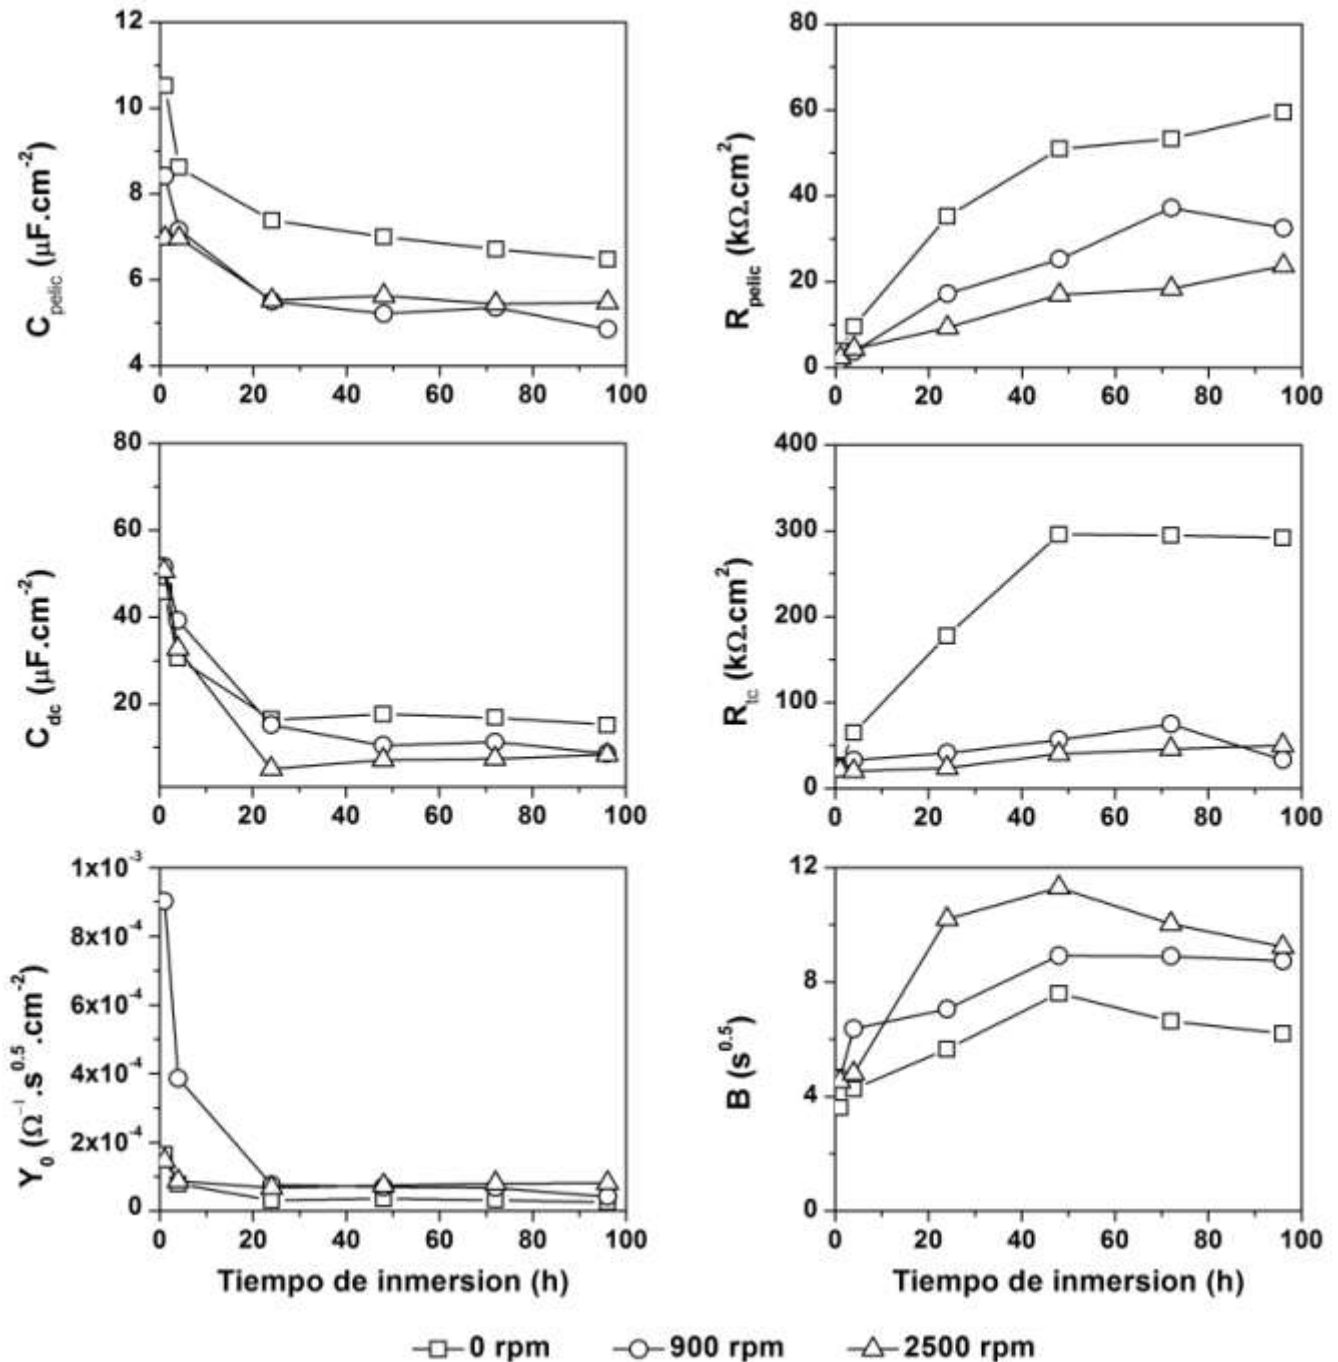 12
10
8
6
4
C_pelic (μF.cm⁻²)
0 20 40 60 80 100
80
60
40
20
0
R_pelic (kΩ.cm²)
0 20 40 60 80 100
80
60
40
20
C_dc (μF.cm⁻²)
0 20 40 60 80 100
400
300
200
100
0
R_tc (kΩ.cm²)
0 20 40 60 80 100
1x10⁻³
8x10⁻⁴
6x10⁻⁴
4x10⁻⁴
2x10⁻⁴
0
Y₀ (Ω⁻¹.s^0.5.cm⁻²)
0 20 40 60 80 100
Tiempo de inmersion (h)
12
8
4
0
B (s^0.5)
0 20 40 60 80 100
Tiempo de inmersion (h)
0 rpm 900 rpm 2500 rpm